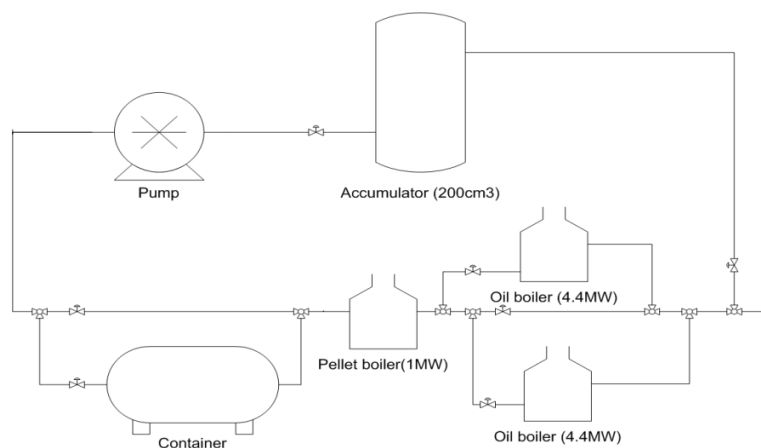 Pump
Accumulator (200cm3)
Oil boiler (4.4MW)
Pellet boiler(1MW)
Container
Oil boiler (4.4MW)